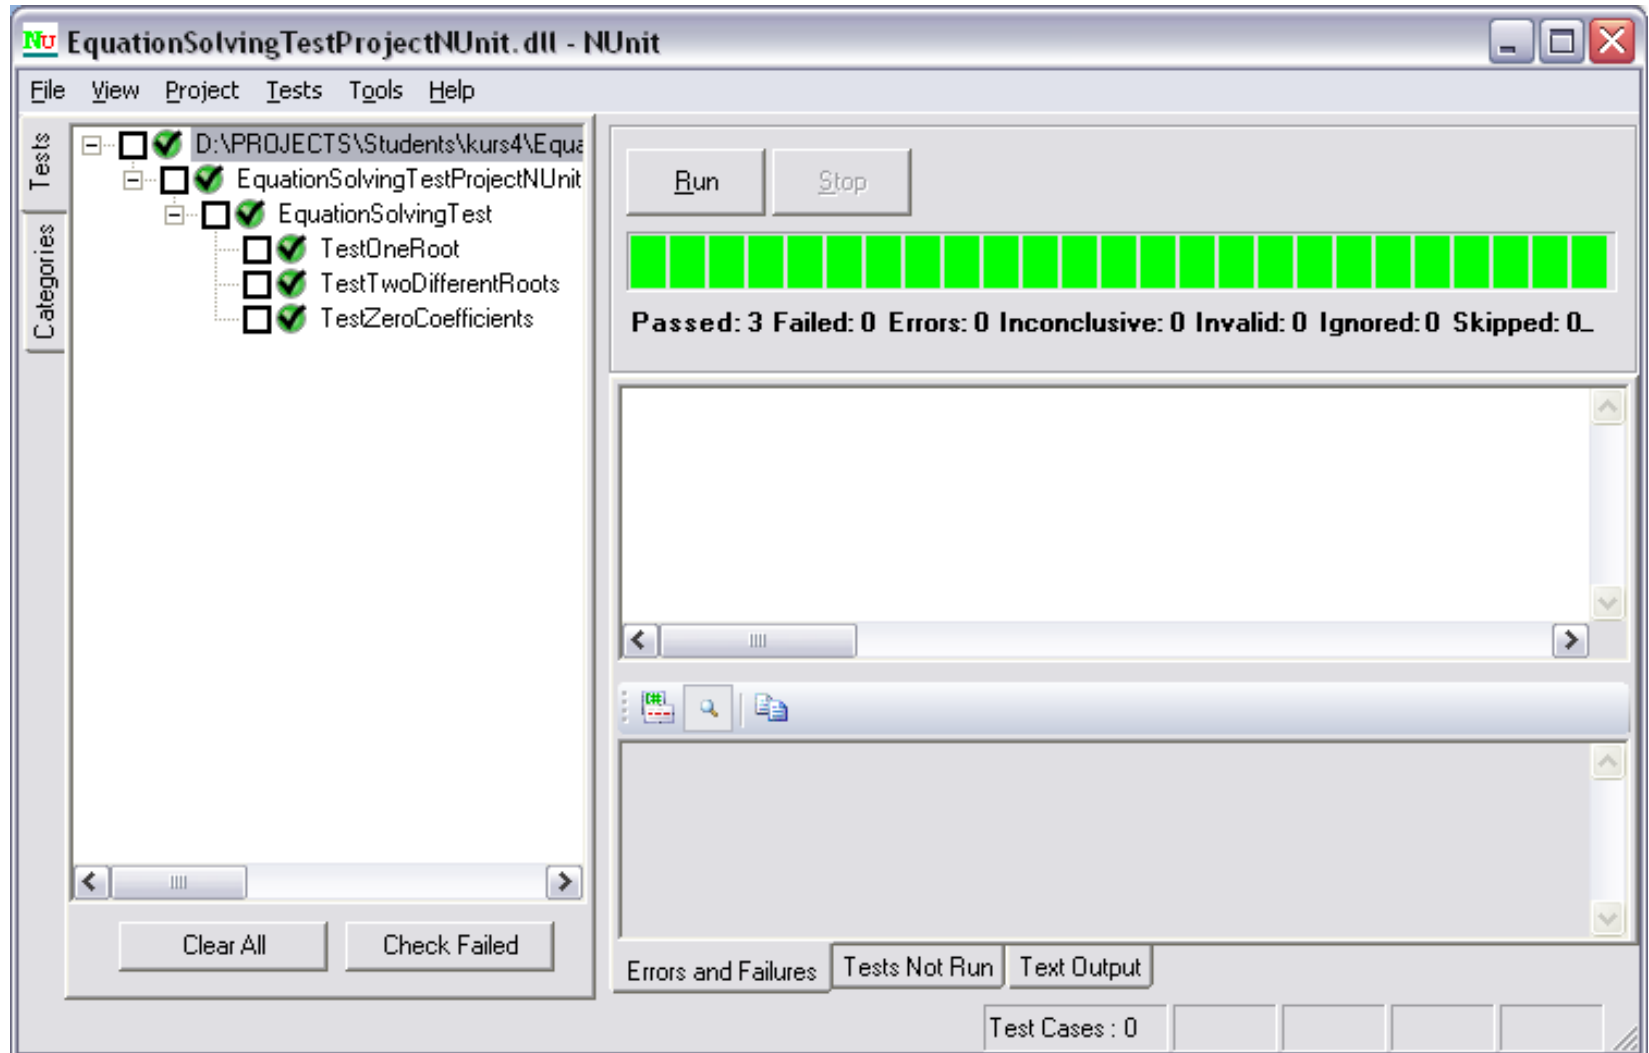 NU EquationSolvingTestProjectNUnit.dll - NUnit
File View Project Tests Tools Help
Tests
Categories
D:\PROJECTS\Students\kurs4\Equa
EquationSolvingTestProjectNUnit
EquationSolvingTest
TestOneRoot
TestTwoDifferentRoots
TestZeroCoefficients
Clear All
Check Failed
Run
Stop
Passed: 3 Failed: 0 Errors: 0 Inconclusive: 0 Invalid: 0 Ignored: 0 Skipped: 0...
Errors and Failures
Tests Not Run
Text Output
Test Cases : 0